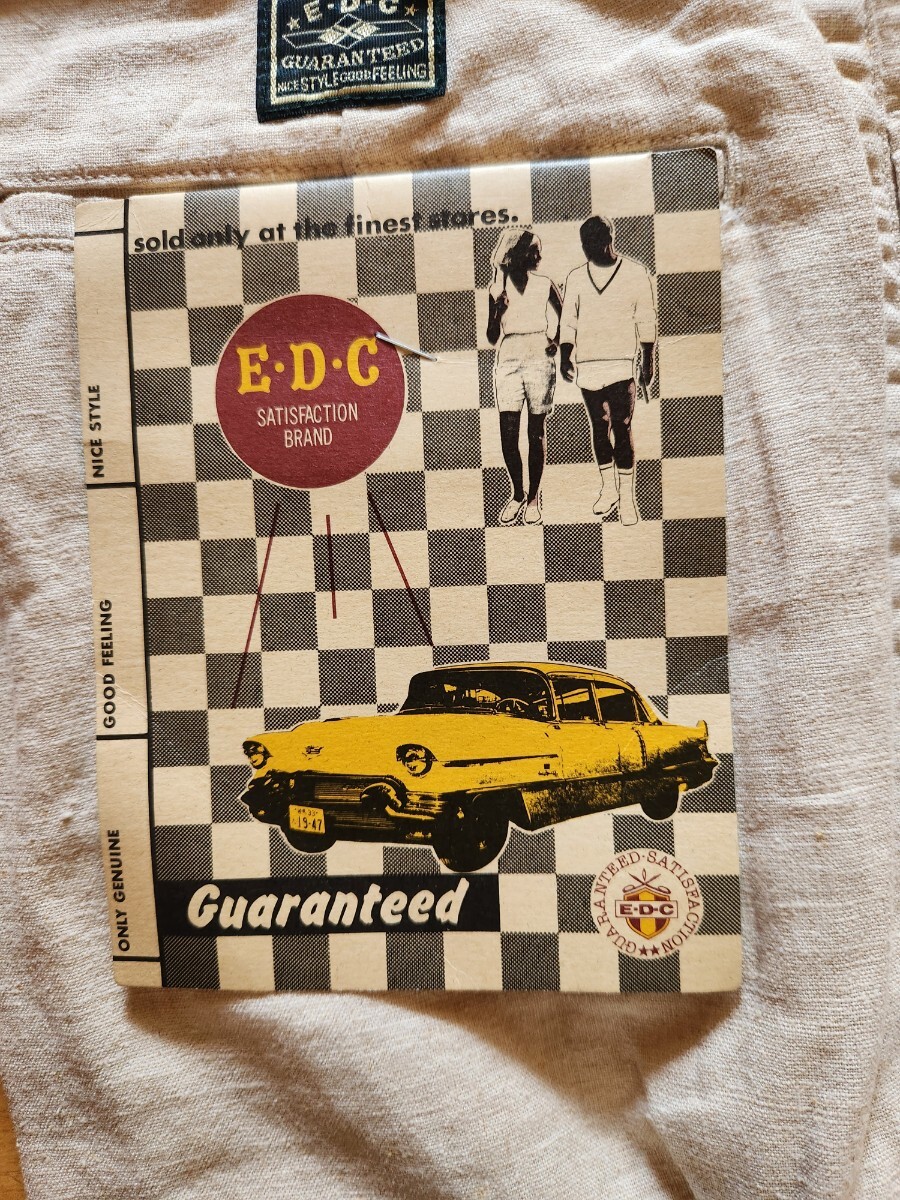 E·D·C
GUARANTEED
NICE STYLE GOOD FEELING
sold only at the finest stores.
E·D·C
SATISFACTION
BRAND
NICE STYLE
GOOD FEELING
ONLY GENUINE
19-47
Guaranteed
GUARANTEED·SATISFACTION
E·D·C